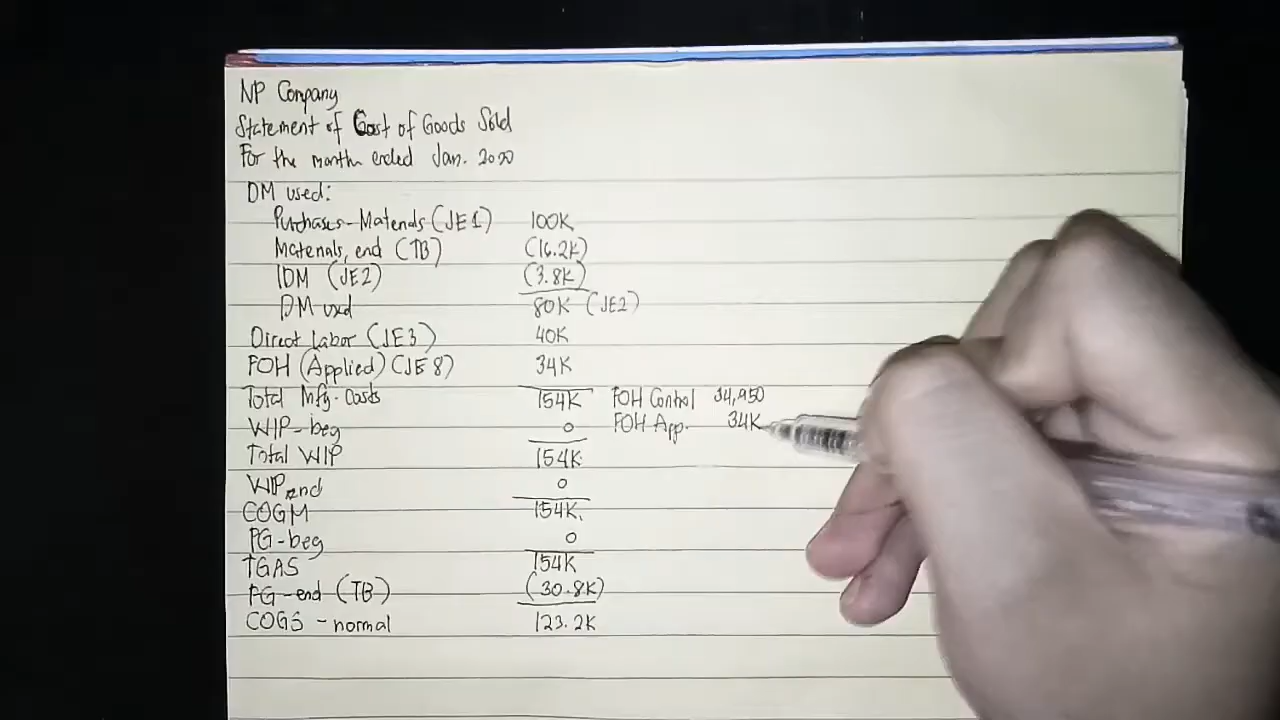 NP Company
Statement of Cost of Goods Sold
For the month ended Jan. 2020
DM used:
Purchases-Materials (JE1) 100K
Materials, end (TB) (16.2K)
IDM (JE2) (3.8K)
DM used 80K (JE2)
Direct labor (JE3) 40K
FOH (Applied) (JE8) 34K
Total Mfg. Costs 154K FOH Control 34,950
WIP-beg 0 FOH App. 34K
Total WIP 154K
WIP, end 0
COGM 154K
FG-beg 0
TGAS 154K
FG-end (TB) (30.8K)
COGS-normal 123.2K